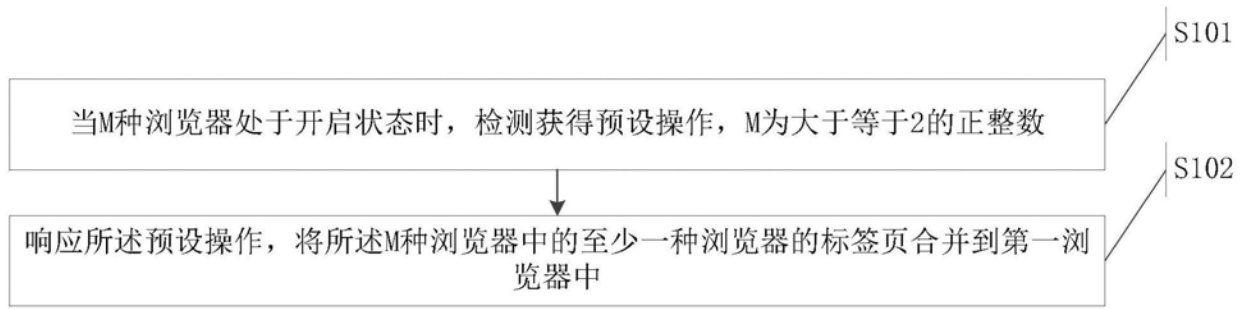 S101
当M种浏览器处于开启状态时，检测获得预设操作，M为大于等于2的正整数
S102
响应所述预设操作，将所述M种浏览器中的至少一种浏览器的标签页合并到第一浏
览器中